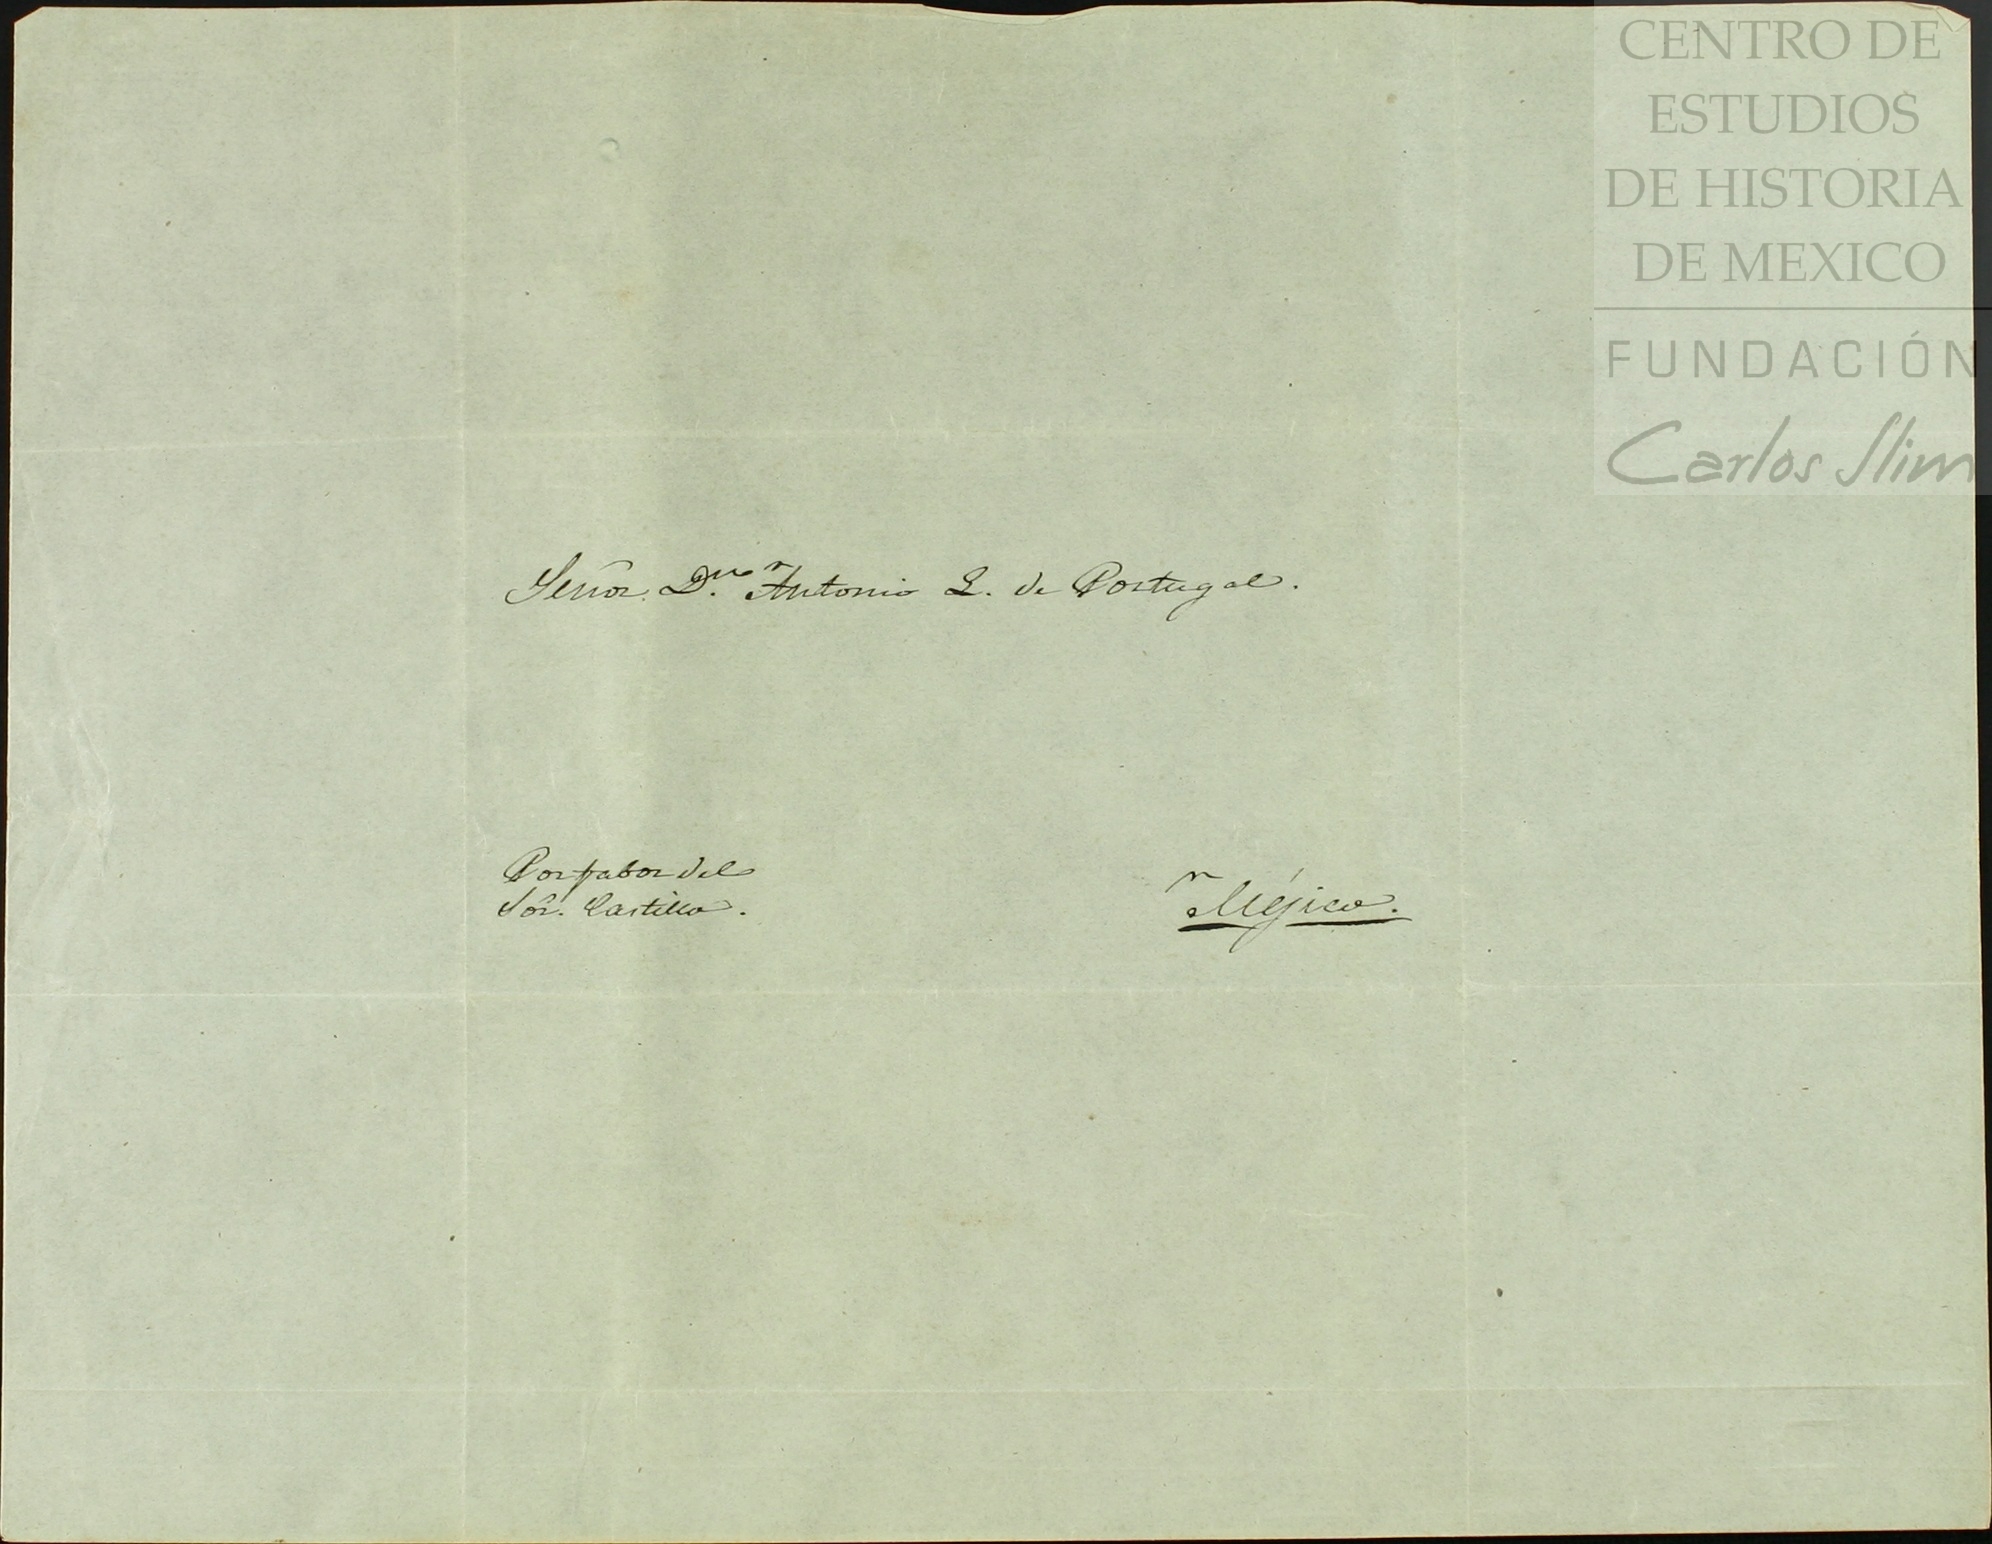 CENTRO DE
ESTUDIOS
DE HISTORIA
DE MEXICO
FUNDACIÓN
Carlos Slim
Señor. Dⁿ. Antonio L. de Portugal.
Por fabor del
Sor. Castillo.
Méjico.